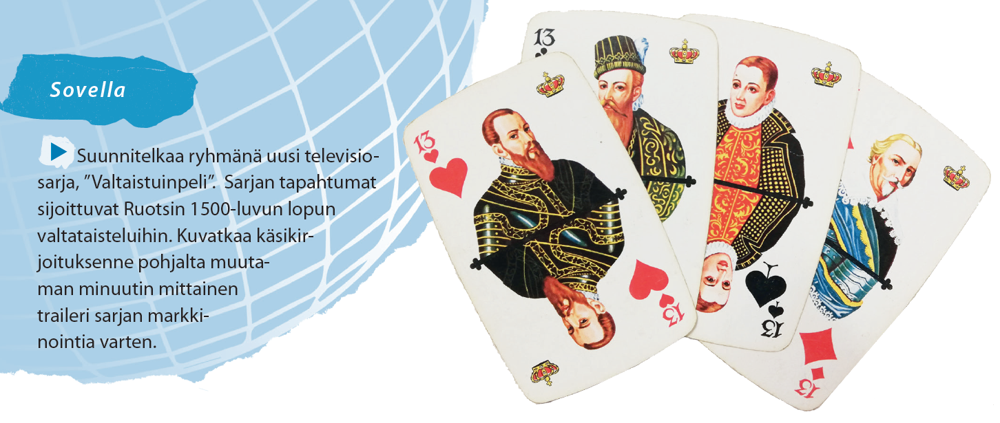 Sovella
Suunnitelkaa ryhmänä uusi televisio-
sarja, ”Valtaistuinpeli”. Sarjan tapahtumat
sijoittuvat Ruotsin 1500-luvun lopun
valtataisteluihin. Kuvatkaa käsikir-
joituksenne pohjalta muuta-
man minuutin mittainen
traileri sarjan markki-
nointia varten.
13
13
13
13
13